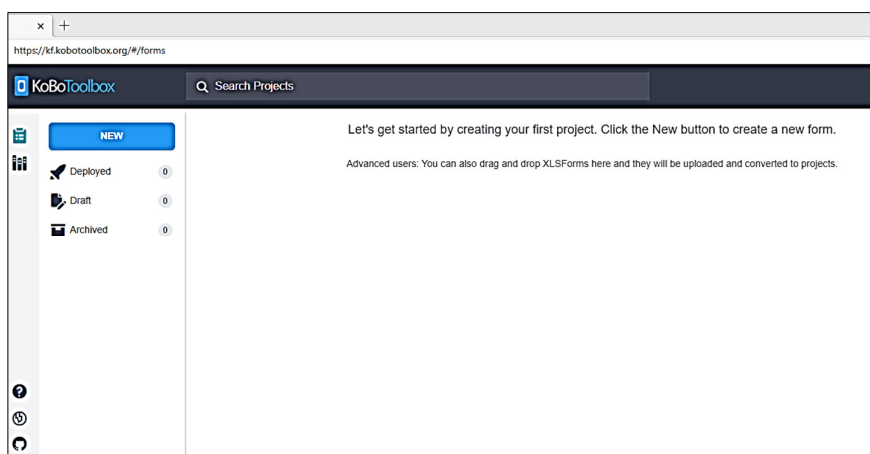 https://kf.kobotoolbox.org/#/forms
KoBoToolbox
Search Projects
NEW
Let's get started by creating your first project. Click the New button to create a new form.
Advanced users: You can also drag and drop XLSForms here and they will be uploaded and converted to projects.
Deployed 0
Draft 0
Archived 0